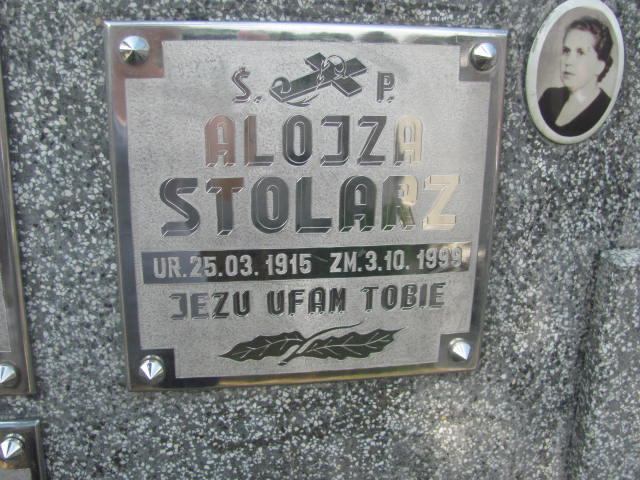 Ś. P.
ALOJZA
STOLARZ
UR. 25.03. 1915 ZM. 3.10. 1999
JEZU UFAM TOBIE